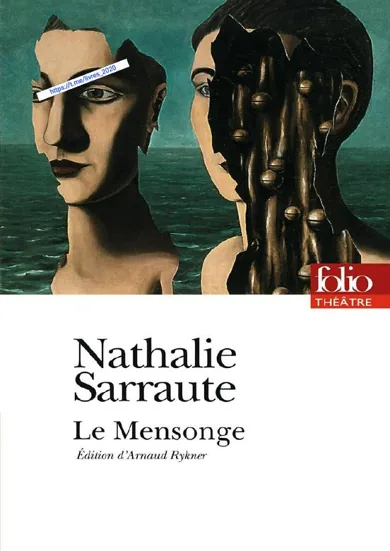 https://t.me/livres_2020
folio
THÉÂTRE
Nathalie
Sarraute
Le Mensonge
Édition d'Arnaud Rykner